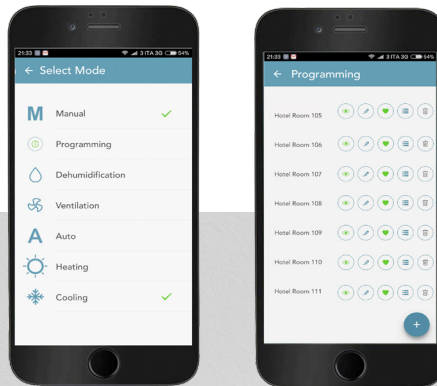 21:33
3 ITA 3G 54%
← Select Mode
M Manual
Programming
Dehumidification
Ventilation
A Auto
Heating
Cooling
21:33
3 ITA 3G 54%
← Programming
Hotel Room 105
Hotel Room 106
Hotel Room 107
Hotel Room 108
Hotel Room 109
Hotel Room 110
Hotel Room 111
+